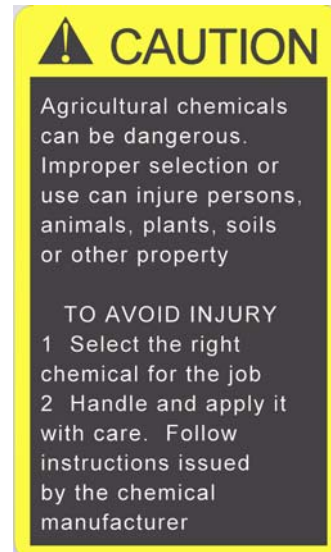 CAUTION
Agricultural chemicals
can be dangerous.
Improper selection or
use can injure persons,
animals, plants, soils
or other property
TO AVOID INJURY
1 Select the right
chemical for the job
2 Handle and apply it
with care. Follow
instructions issued
by the chemical
manufacturer